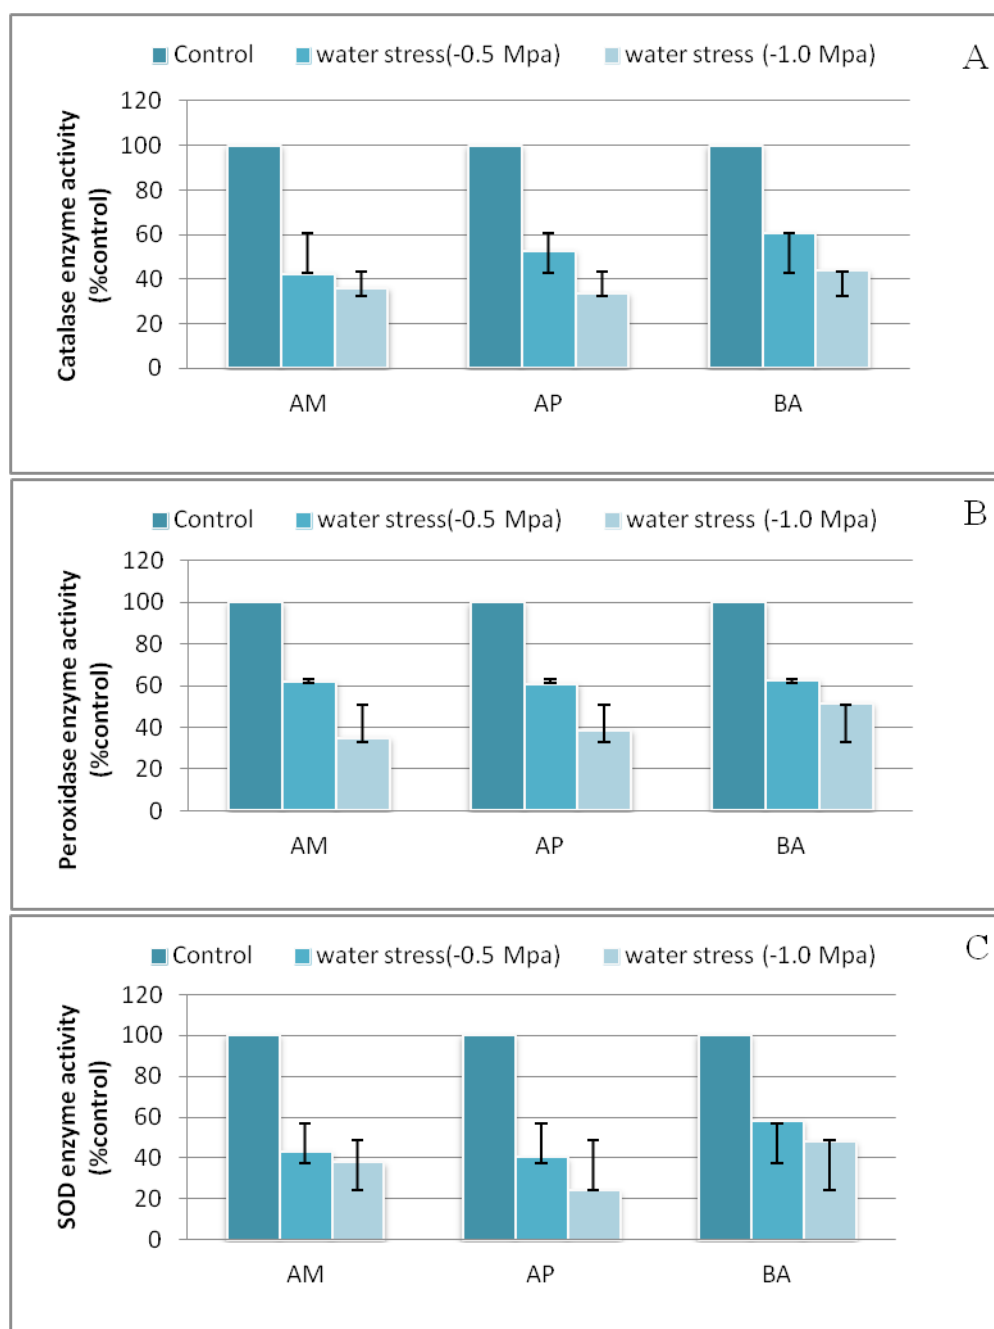 Control water stress(-0.5 Mpa) water stress (-1.0 Mpa) A
Catalase enzyme activity
(%control)
120
100
80
60
40
20
0
AM AP BA
Control water stress(-0.5 Mpa) water stress (-1.0 Mpa) B
Peroxidase enzyme activity
(%control)
120
100
80
60
40
20
0
AM AP BA
Control water stress(-0.5 Mpa) water stress (-1.0 Mpa) C
SOD enzyme activity
(%control)
120
100
80
60
40
20
0
AM AP BA